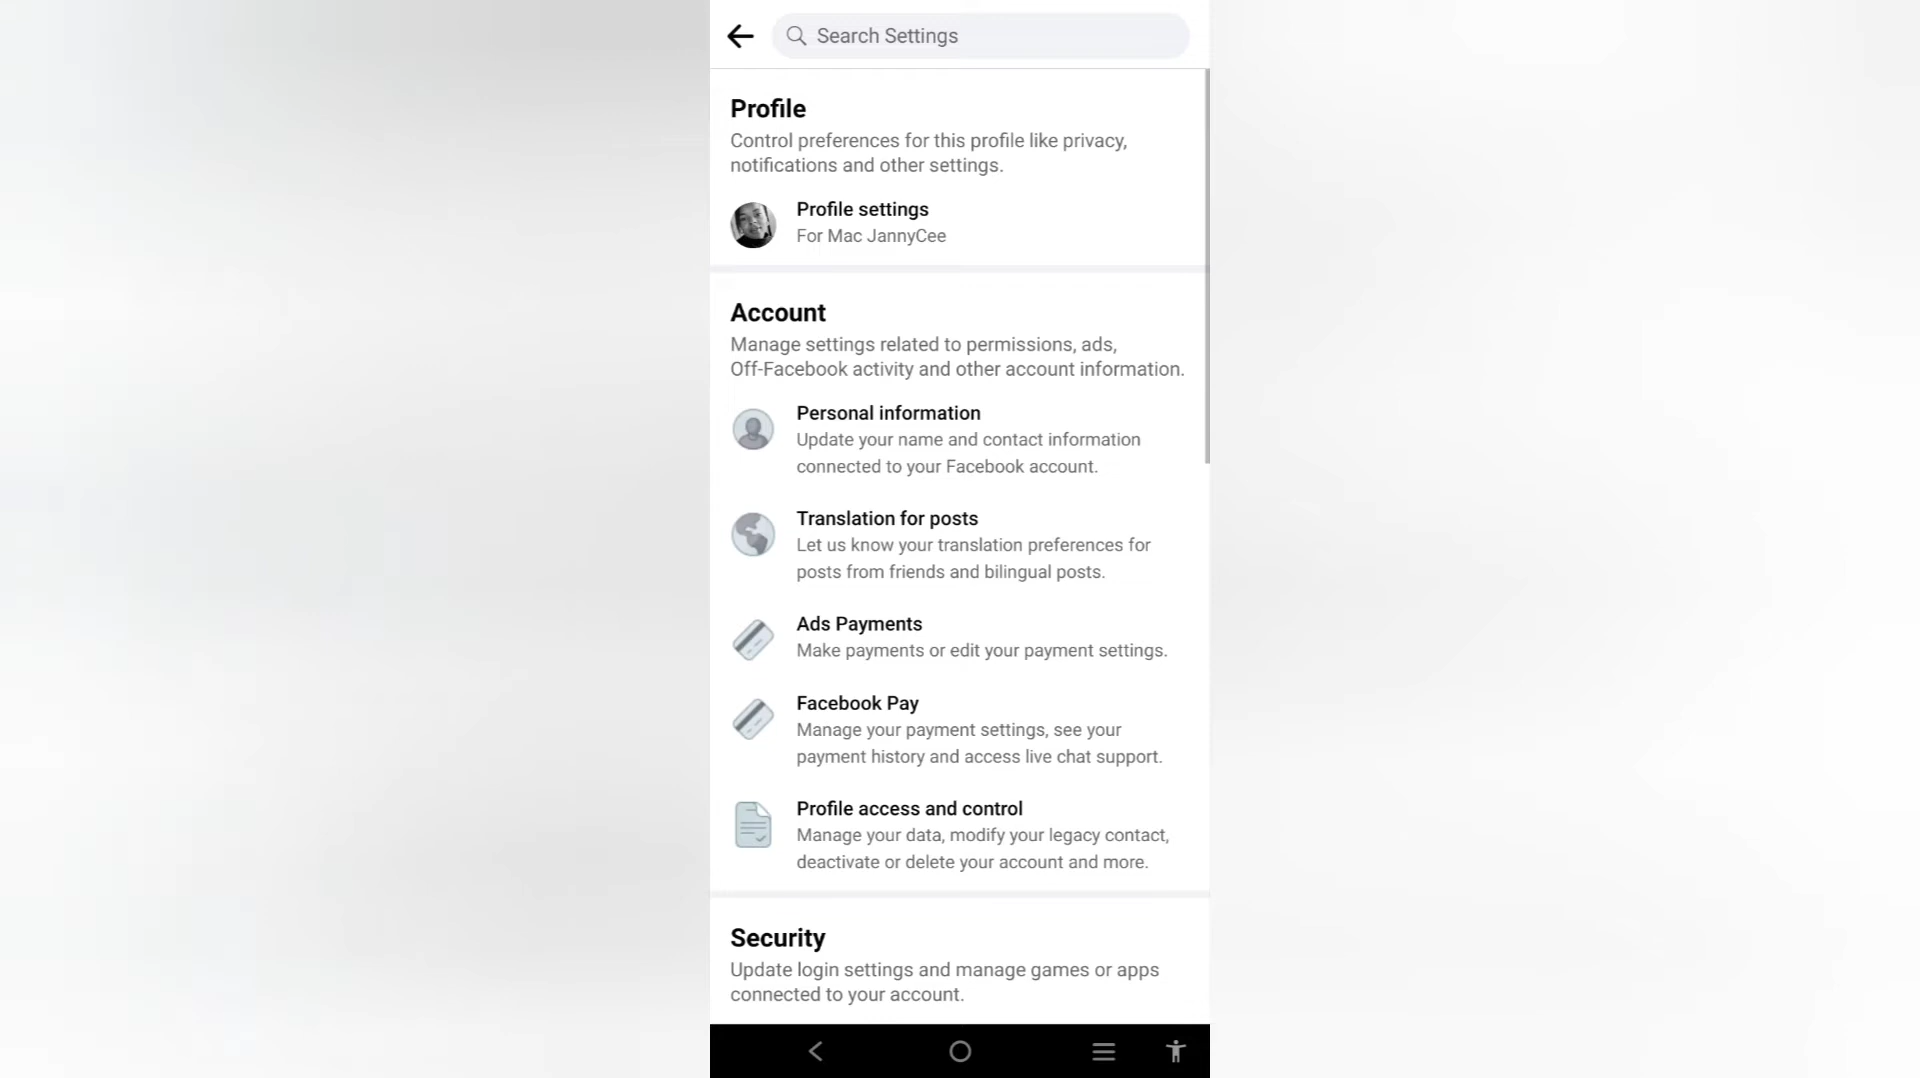 Search Settings
Profile
Control preferences for this profile like privacy,
notifications and other settings.
Profile settings
For Mac JannyCee
Account
Manage settings related to permissions, ads,
Off-Facebook activity and other account information.
Personal information
Update your name and contact information
connected to your Facebook account.
Translation for posts
Let us know your translation preferences for
posts from friends and bilingual posts.
Ads Payments
Make payments or edit your payment settings.
Facebook Pay
Manage your payment settings, see your
payment history and access live chat support.
Profile access and control
Manage your data, modify your legacy contact,
deactivate or delete your account and more.
Security
Update login settings and manage games or apps
connected to your account.